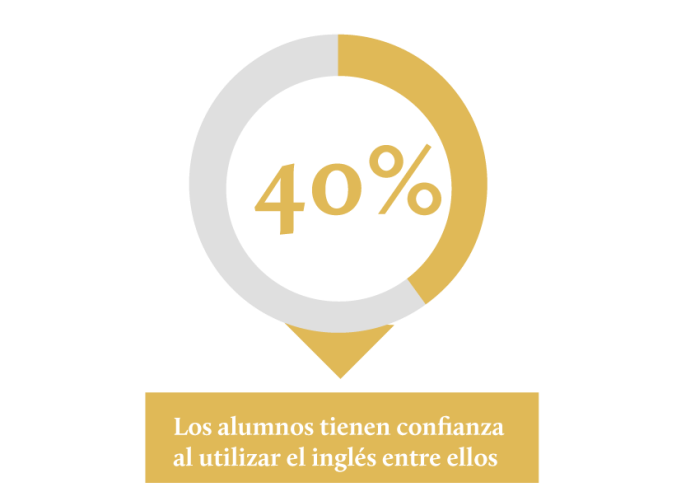 40%
Los alumnos tienen confianza
al utilizar el inglés entre ellos